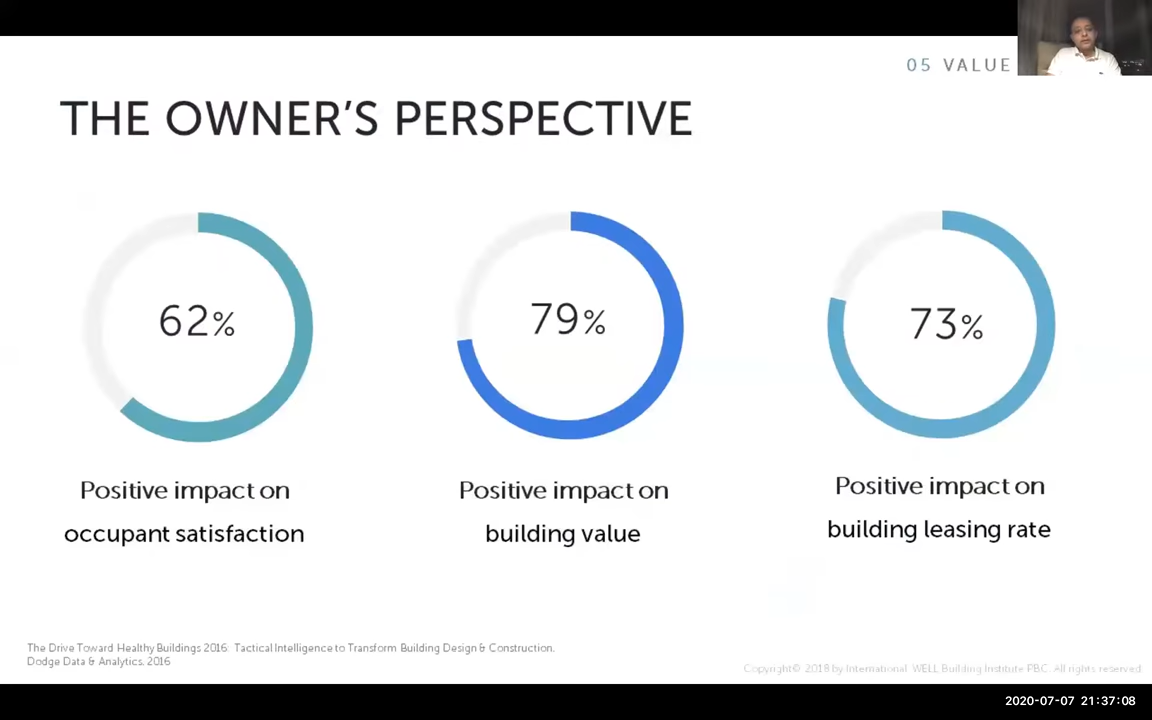 05 VALUE
THE OWNER’S PERSPECTIVE
62%
79%
73%
Positive impact on
occupant satisfaction
Positive impact on
building value
Positive impact on
building leasing rate
The Drive Toward Healthy Buildings 2016: Tactical Intelligence to Transform Building Design & Construction.
Dodge Data & Analytics. 2016
Copyright© 2018 by International WELL Building Institute PBC. All rights reserved.
2020-07-07 21:37:08